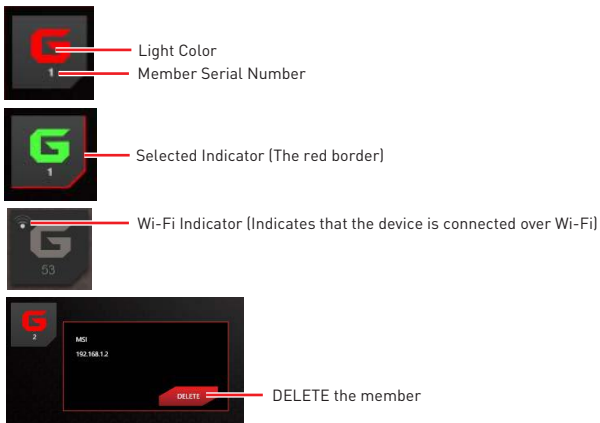 G
1
Light Color
Member Serial Number
G
1
Selected Indicator (The red border)
Wi-Fi Indicator (Indicates that the device is connected over Wi-Fi)
G
53
G
2
MSI
192.168.1.2
DELETE
DELETE the member